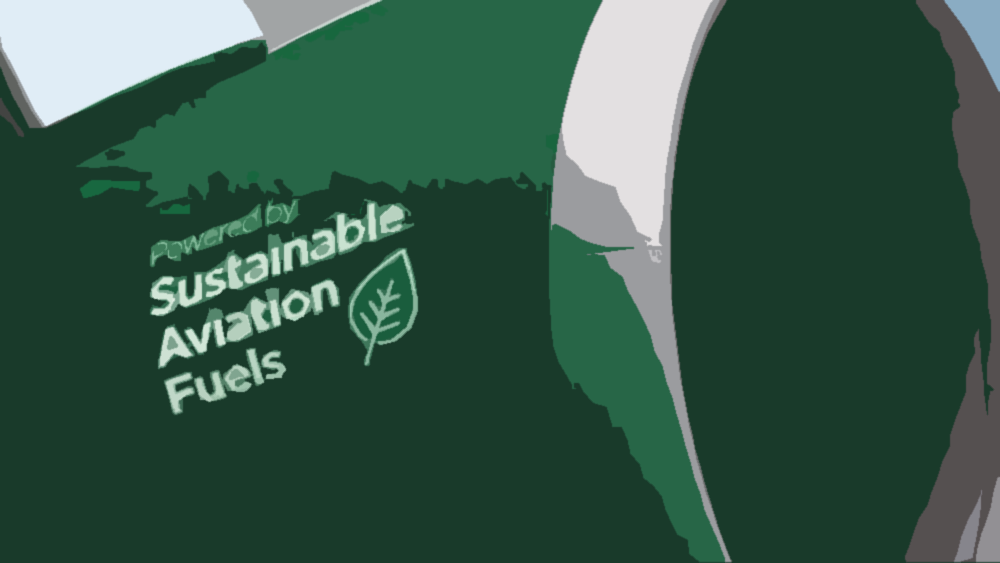 Powered by
Sustainable
Aviation
Fuels